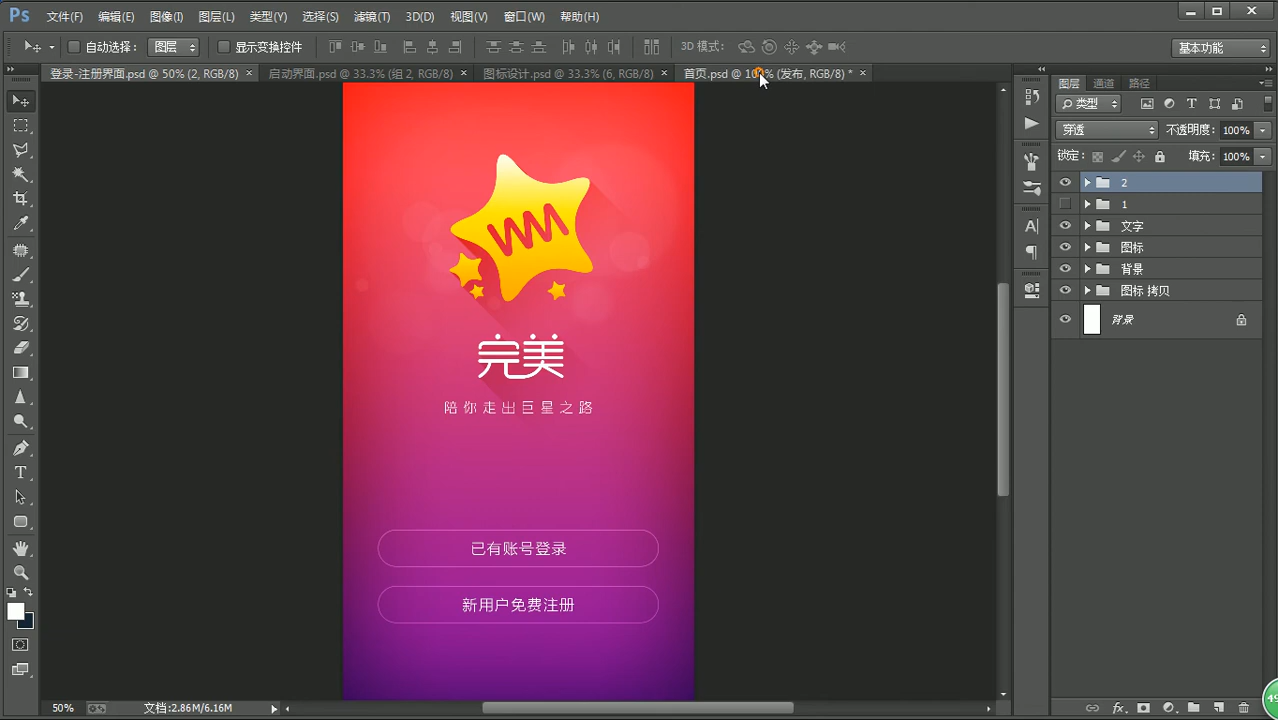 Ps 文件(F) 编辑(E) 图像(I) 图层(L) 类型(Y) 选择(S) 滤镜(T) 3D(D) 视图(V) 窗口(W) 帮助(H)
自动选择: 图层 显示变换控件 3D 模式: 基本功能
登录-注册界面.psd @ 50% (2, RGB/8) × 启动界面.psd @ 33.3% (组 2, RGB/8) × 图标设计.psd @ 33.3% (6, RGB/8) × 首页.psd @ 100% (发布, RGB/8) * ×
图层 通道 路径
类型
穿透 不透明度: 100%
锁定: 填充: 100%
2
1
文字
图标
背景
图标 拷贝
背景
完美
陪你走出巨星之路
已有账号登录
新用户免费注册
50% 文档:2.86M/6.16M